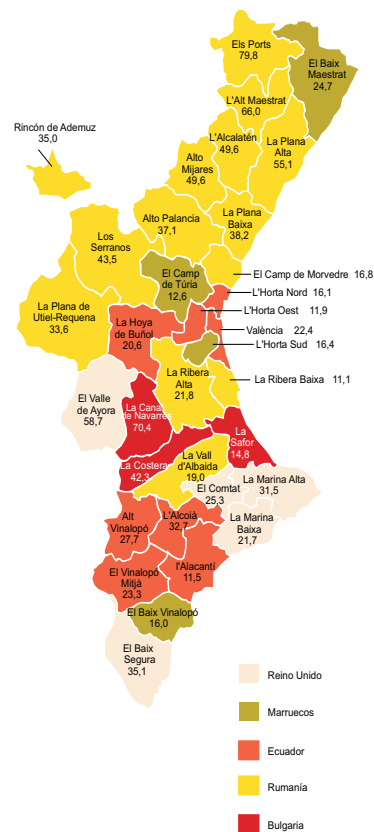 Els Ports
79,8
El Baix
Maestrat
24,7
L'Alt Maestrat
66,0
Rincón de Ademuz
35,0
L'Alcalatén
49,6
La Plana
Alta
55,1
Alto
Mijares
49,6
Alto Palancia
37,1
La Plana
Baixa
38,2
Los
Serranos
43,5
El Camp
de Túria
12,6
El Camp de Morvedre 16,8
L'Horta Nord 16,1
L'Horta Oest 11,9
València 22,4
L'Horta Sud 16,4
La Plana de
Utiel-Requena
33,6
La Hoya
de Buñol
20,6
La Ribera
Alta
21,8
La Ribera Baixa 11,1
El Valle
de Ayora
58,7
La Canal
de Navarrés
70,4
La
Safor
14,8
La Costera
42,3
La Vall
d'Albaida
19,0
El Comtat
25,3
La Marina Alta
31,5
Alt
Vinalopó
27,7
L'Alcoià
32,7
La Marina
Baixa
21,7
El Vinalopó
Mitjà
23,3
l'Alacantí
11,5
El Baix Vinalopó
16,0
El Baix
Segura
35,1
Reino Unido
Marruecos
Ecuador
Rumanía
Bulgaria